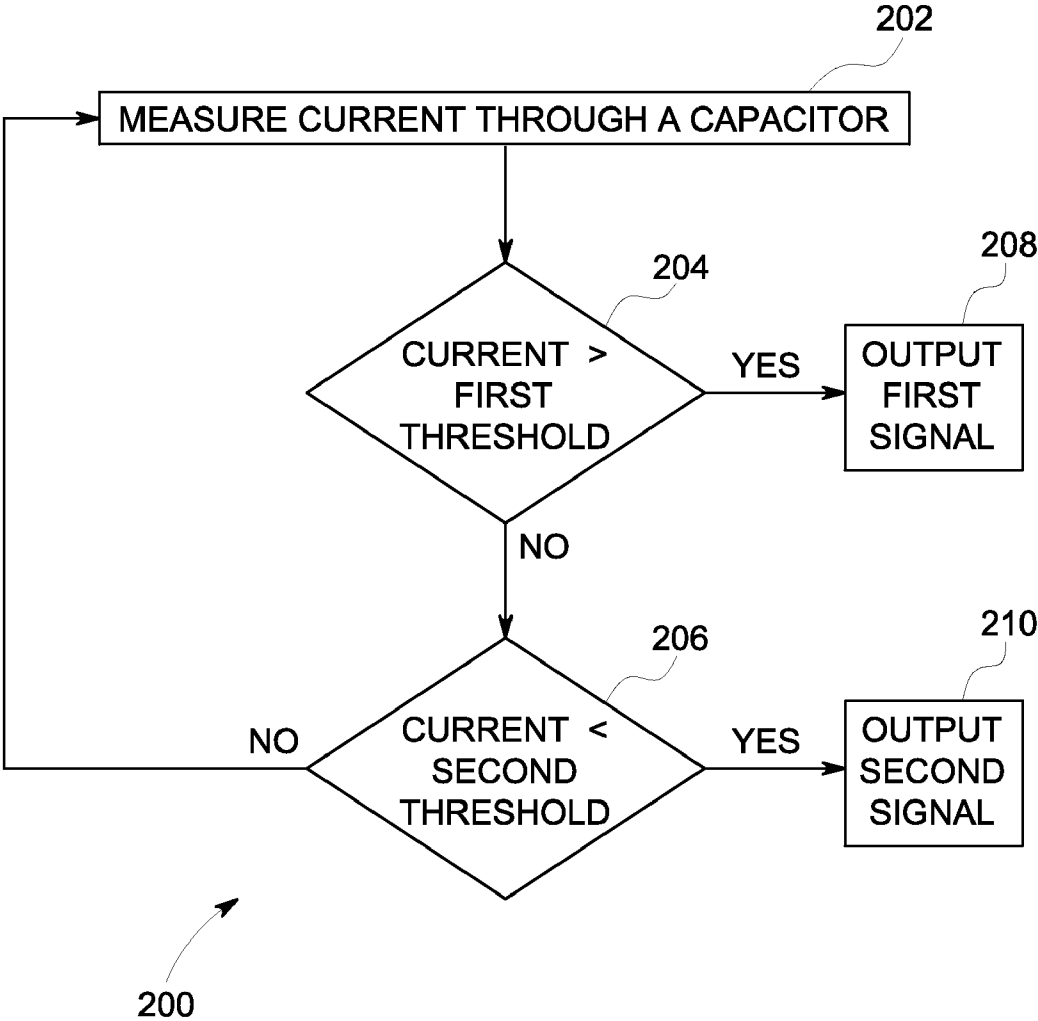 202
MEASURE CURRENT THROUGH A CAPACITOR
204
CURRENT >
FIRST
THRESHOLD
YES
208
OUTPUT
FIRST
SIGNAL
NO
206
CURRENT <
SECOND
THRESHOLD
NO
YES
210
OUTPUT
SECOND
SIGNAL
200